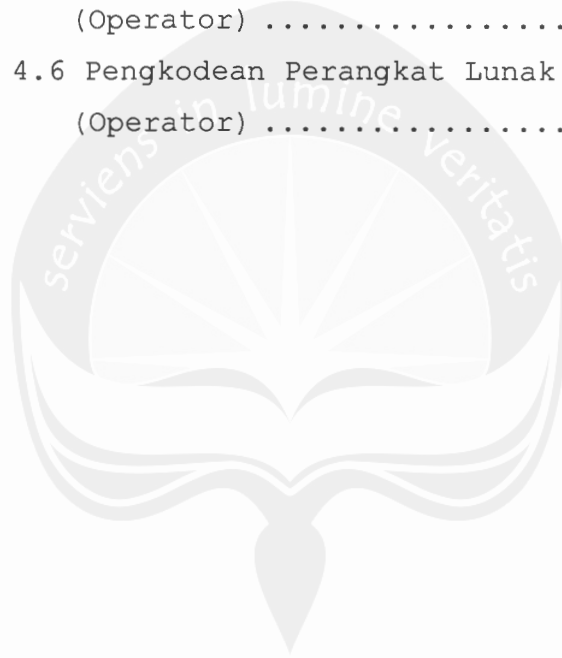 (Operator) .................
4.6 Pengkodean Perangkat Lunak
(Operator) .................
serviens in lumine veritatis